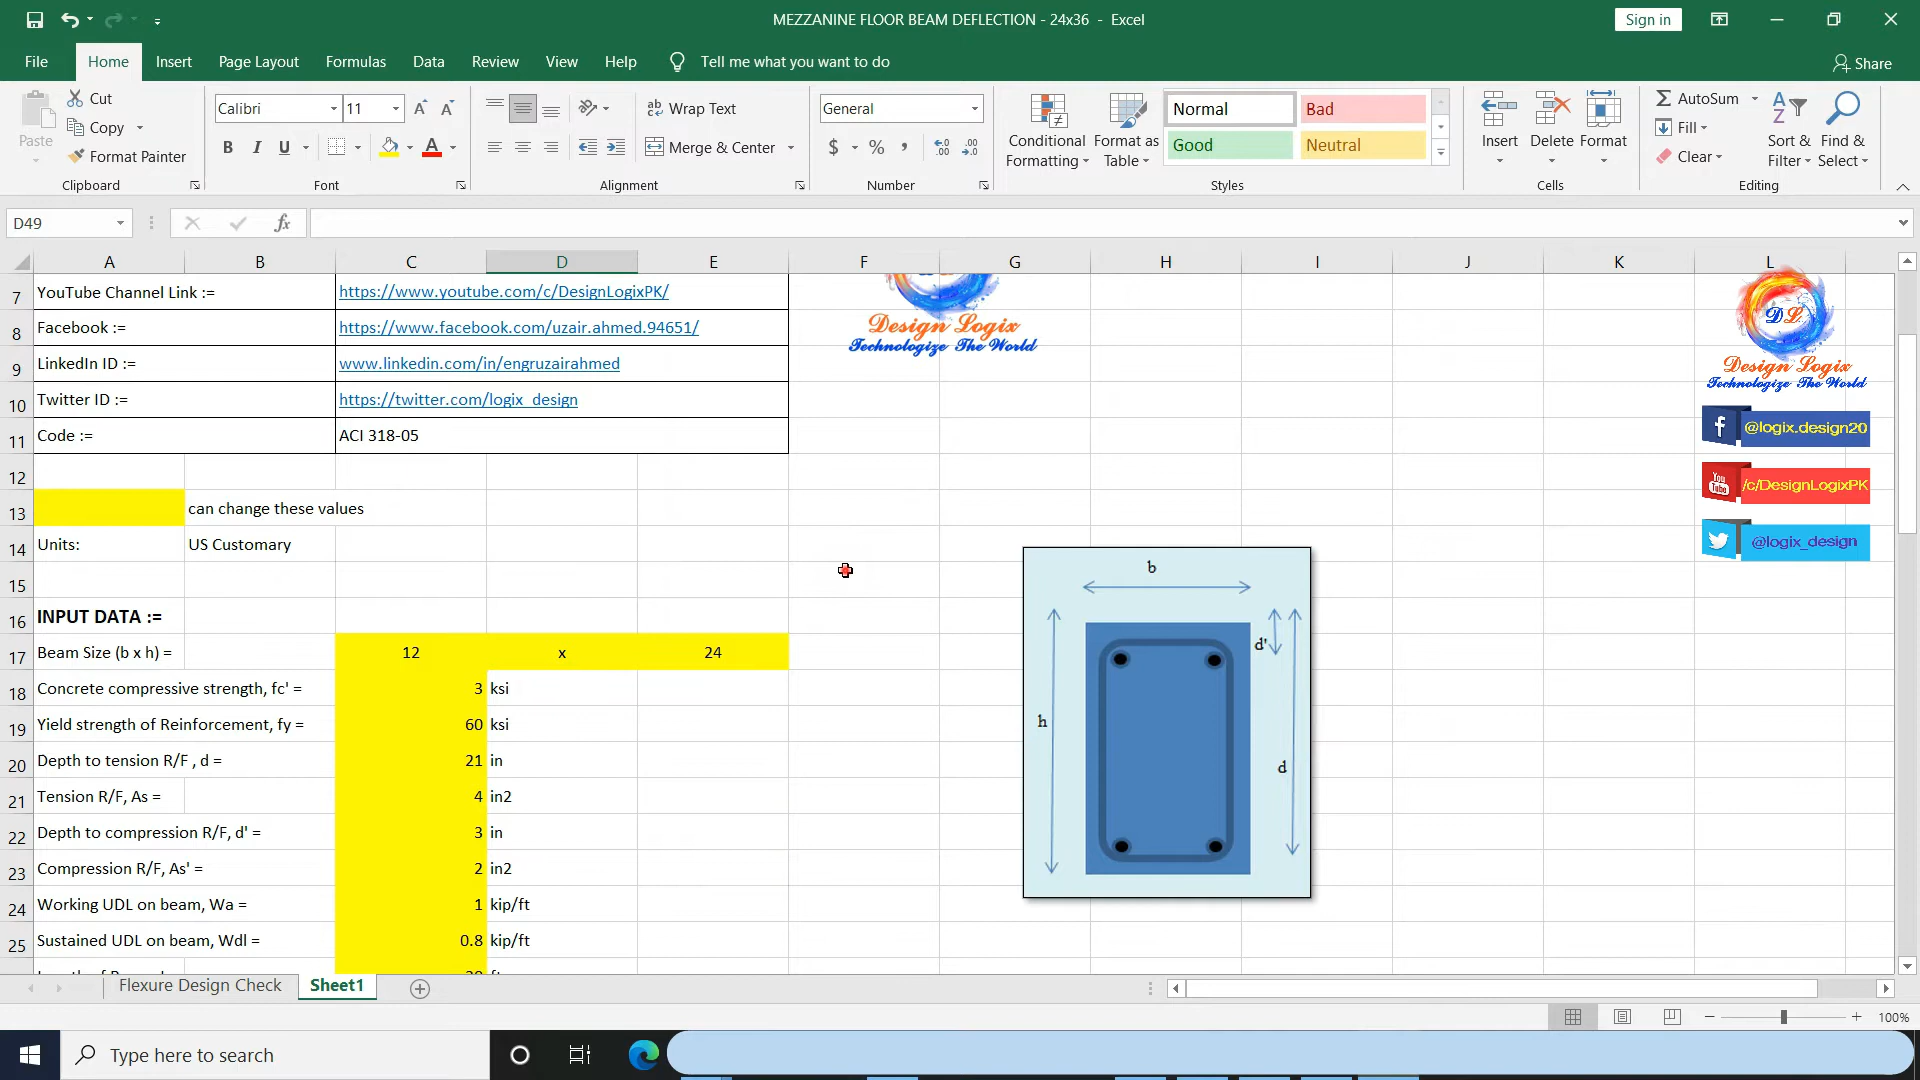 MEZZANINE FLOOR BEAM DEFLECTION - 24x36 - Excel
Sign in
File Home Insert Page Layout Formulas Data Review View Help Tell me what you want to do Share
Paste Cut Copy Format Painter
Calibri 11
B I U A
Wrap Text
Merge & Center
General
$ %
Conditional Formatting
Format as Table
Normal Bad
Good Neutral
Insert Delete Format
AutoSum
Fill
Clear
Sort & Filter
Find & Select
Clipboard Font Alignment Number Styles Cells Editing
D49 fx
A B C D E F G H I J K L
7 YouTube Channel Link := https://www.youtube.com/c/DesignLogixPK/
8 Facebook := https://www.facebook.com/uzair.ahmed.94651/
9 LinkedIn ID := www.linkedin.com/in/engruzairahmed
10 Twitter ID := https://twitter.com/logix_design
11 Code := ACI 318-05
12
13 can change these values
14 Units: US Customary
15
16 INPUT DATA :=
17 Beam Size (b x h) = 12 x 24
18 Concrete compressive strength, fc' = 3 ksi
19 Yield strength of Reinforcement, fy = 60 ksi
20 Depth to tension R/F , d = 21 in
21 Tension R/F, As = 4 in2
22 Depth to compression R/F, d' = 3 in
23 Compression R/F, As' = 2 in2
24 Working UDL on beam, Wa = 1 kip/ft
25 Sustained UDL on beam, Wdl = 0.8 kip/ft
Design Logix
Technologize The World
b
d'
h
d
DL
Design Logix
Technologize The World
f @logix.design20
You Tube /c/DesignLogixPK
@logix_design
Flexure Design Check Sheet1
100%
Type here to search